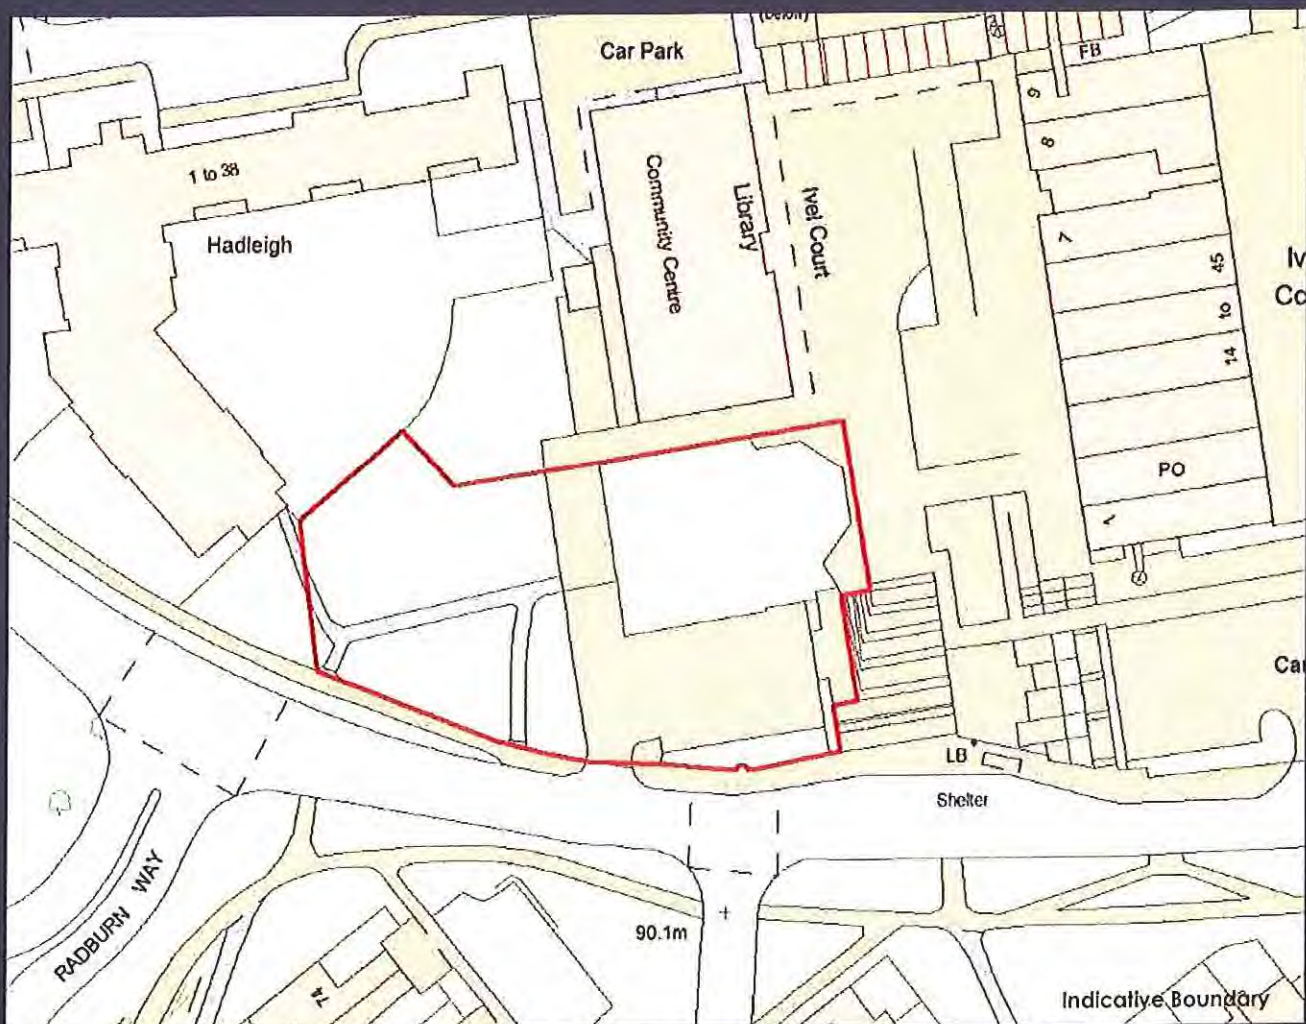 Car Park
FB
9
8
1 to 38
Hadleigh
Community Centre
Library
Ivel Court
7
45
to
14
PO
1
LB
Shelter
RADBURN WAY
90.1m
74
Indicative Boundary